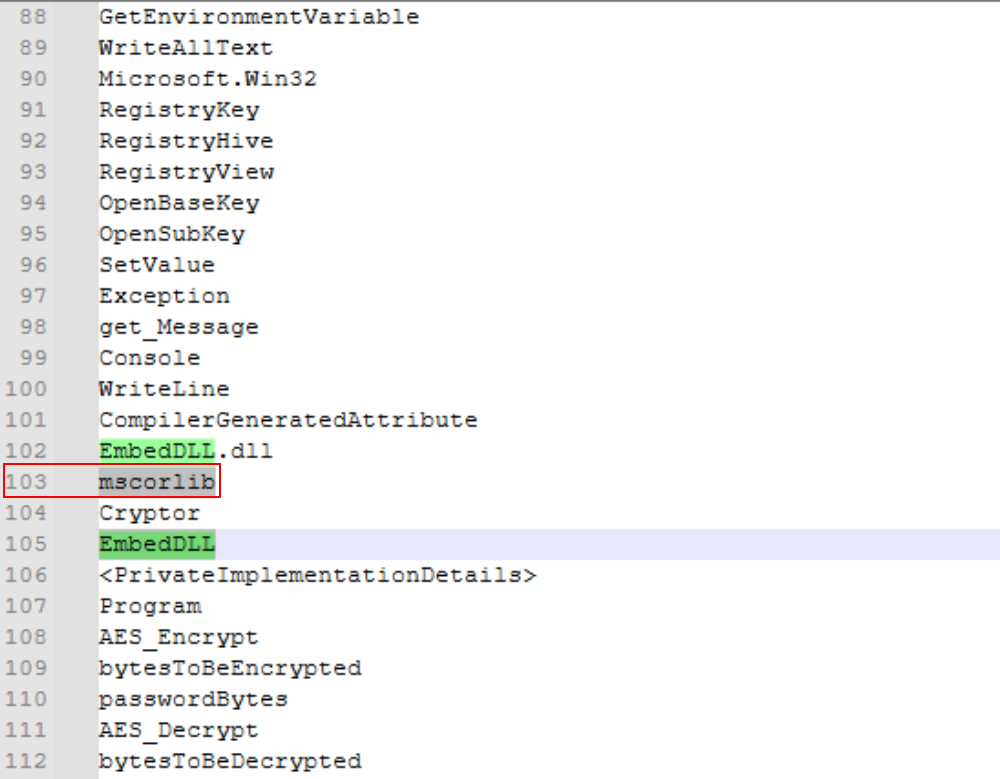 88 GetEnvironmentVariable
89 WriteAllText
90 Microsoft.Win32
91 RegistryKey
92 RegistryHive
93 RegistryView
94 OpenBaseKey
95 OpenSubKey
96 SetValue
97 Exception
98 get_Message
99 Console
100 WriteLine
101 CompilerGeneratedAttribute
102 EmbedDLL.dll
103 mscorlib
104 Cryptor
105 EmbedDLL
106 <PrivateImplementationDetails>
107 Program
108 AES_Encrypt
109 bytesToBeEncrypted
110 passwordBytes
111 AES_Decrypt
112 bytesToBeDecrypted